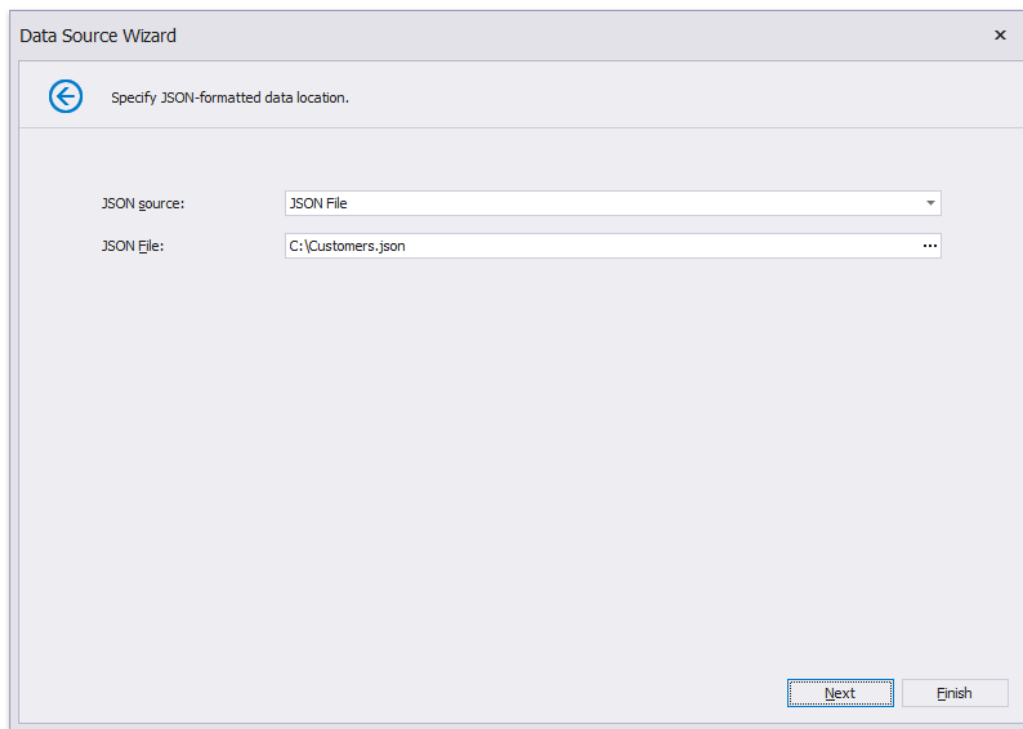 Data Source Wizard
Specify JSON-formatted data location.
JSON source: JSON File
JSON File: C:\Customers.json ...
Next Finish